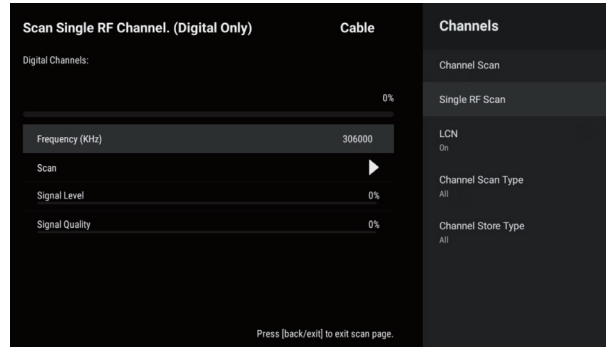 Scan Single RF Channel. (Digital Only) Cable
Digital Channels:
0%
Frequency (KHz) 306000
Scan
Signal Level 0%
Signal Quality 0%
Press [back/exit] to exit scan page.
Channels
Channel Scan
Single RF Scan
LCN
On
Channel Scan Type
All
Channel Store Type
All